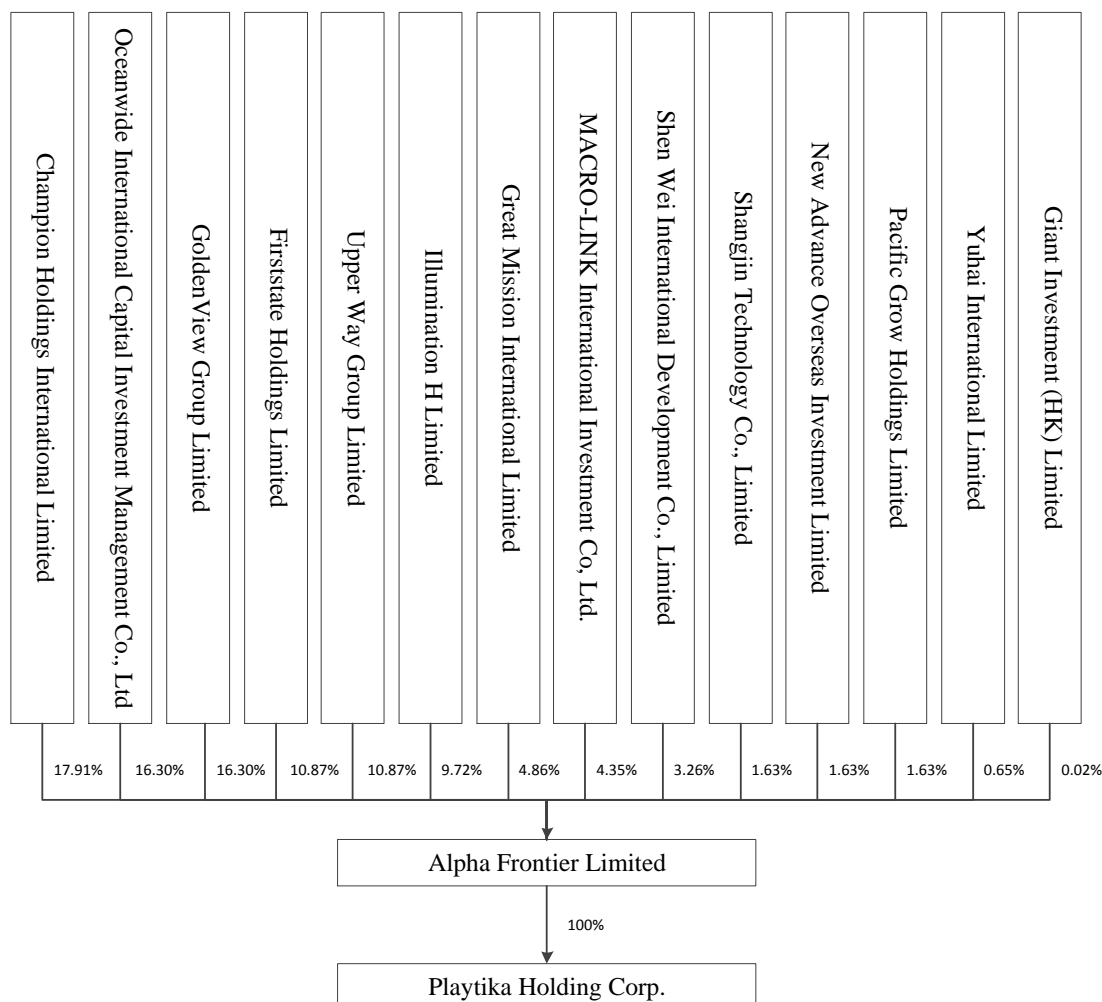 Champion Holdings International Limited
Oceanwide International Capital Investment Management Co., Ltd
GoldenView Group Limited
Firststate Holdings Limited
Upper Way Group Limited
Illumination H Limited
Great Mission International Limited
MACRO-LINK International Investment Co, Ltd.
Shen Wei International Development Co., Limited
Shangjin Technology Co., Limited
New Advance Overseas Investment Limited
Pacific Grow Holdings Limited
Yuhai International Limited
Giant Investment (HK) Limited
17.91%
16.30%
16.30%
10.87%
10.87%
9.72%
4.86%
4.35%
3.26%
1.63%
1.63%
1.63%
0.65%
0.02%
Alpha Frontier Limited
100%
Playtika Holding Corp.